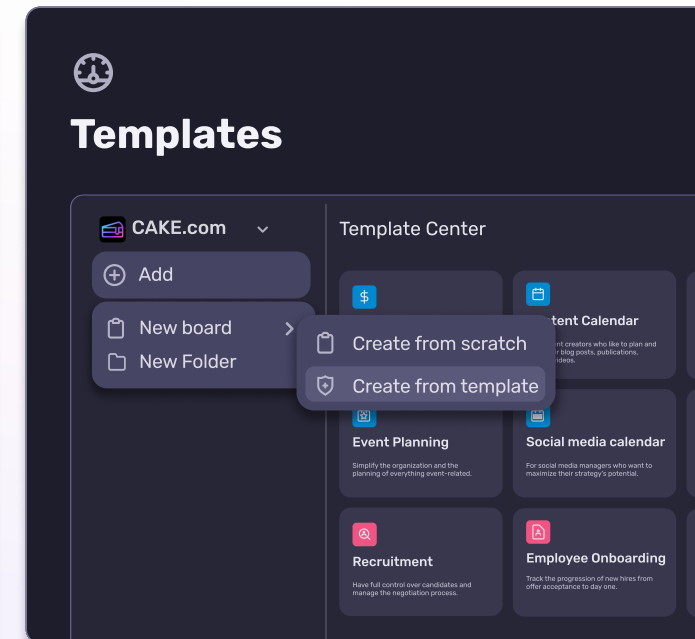 Templates
CAKE.com
Add
New board
New Folder
Create from scratch
Create from template
Template Center
$
Calendar
creators who like to plan and
blog posts, publications.
Event Planning
Simplify the organization and the
planning of everything event-related.
Social media calendar
For social media managers who want to
maximize their strategy's potential.
Recruitment
Have full control over candidates and
manage the negotiation process.
Employee Onboarding
Track the progression of new hires from
offer acceptance to day one.